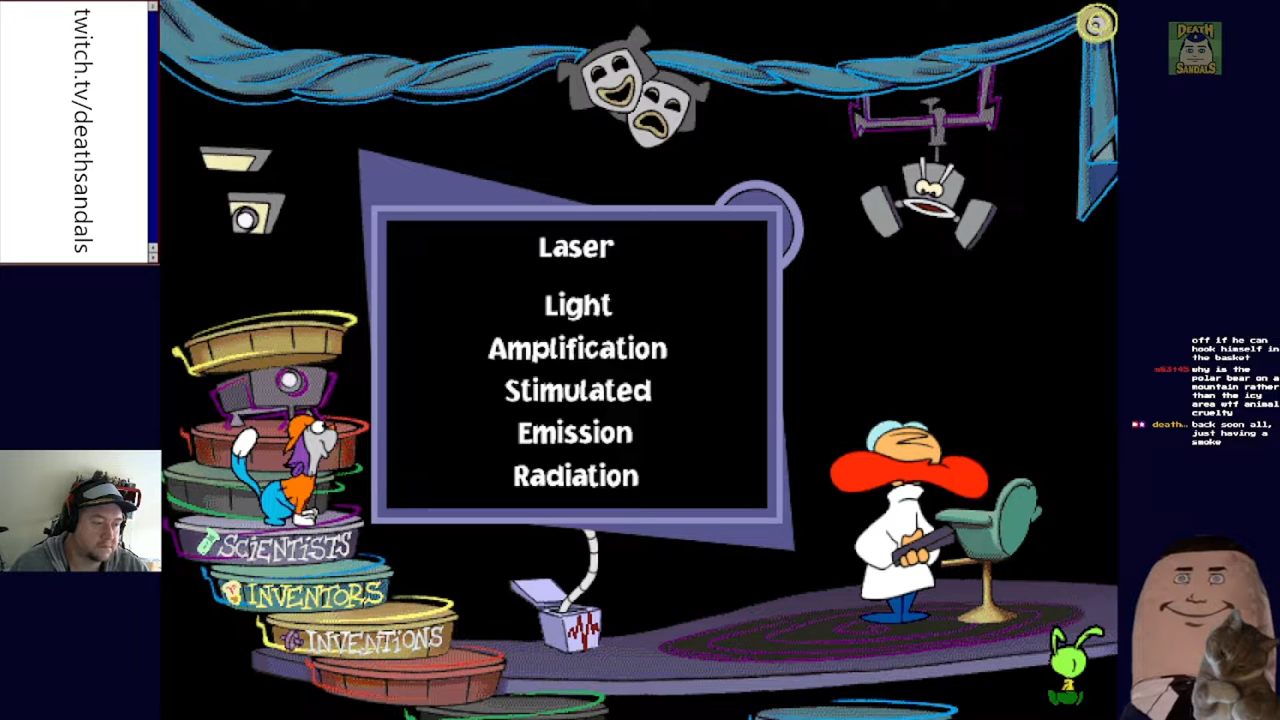 twitch.tv/deathsandals
DEATH
SANDALS
Laser
Light
Amplification
Stimulated
Emission
Radiation
SCIENTISTS
INVENTORS
INVENTIONS
off if he can
hook himself in
the basket
why is the
polar bear on a
mountain rather
than the icy
area wtf animal
cruelty
death… back soon all,
just having a
smoke